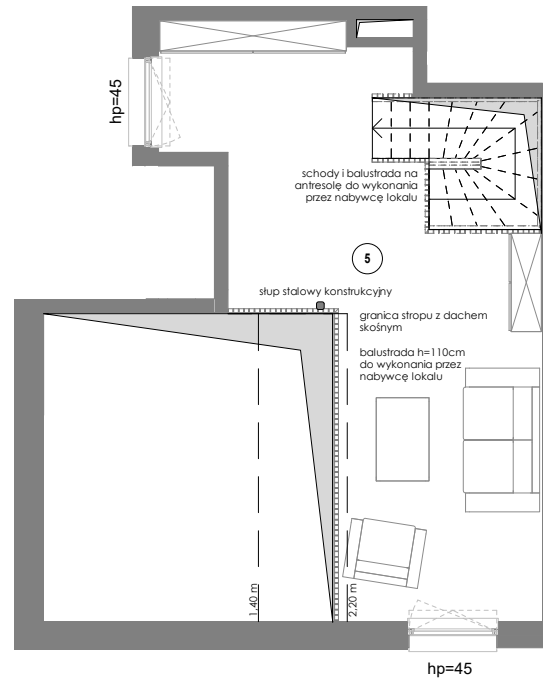 hp=45
schody i balustrada na
antresolę do wykonania
przez nabywcę lokalu
5
słup stalowy konstrukcyjny
granica stropu z dachem
skośnym
balustrada h=110cm
do wykonania przez
nabywcę lokalu
1.40 m
2.20 m
hp=45